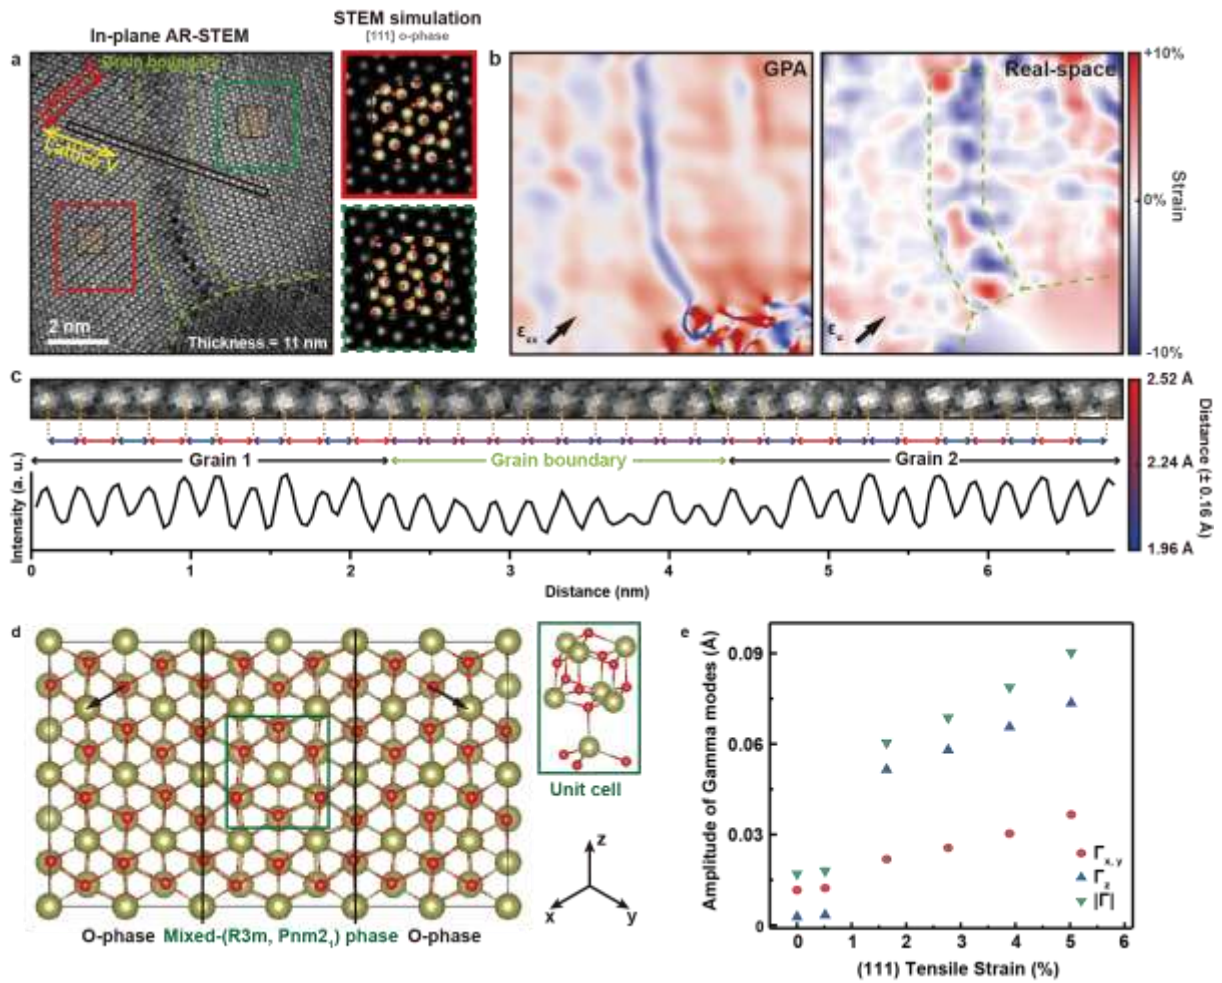 In-plane AR-STEM
STEM simulation
[111] o-phase
a
Grain boundary
2 nm
Thickness = 11 nm
b
GPA
εxx
Real-space
+10%
0%
-10%
Strain
c
2.52 Å
2.24 Å
1.96 Å
Distance (± 0.16 Å)
Grain 1
Grain boundary
Grain 2
Intensity (a. u.)
0 1 2 3 4 5 6
Distance (nm)
d
O-phase Mixed-(R3m, Pnm2₁) phase O-phase
Unit cell
z
x
y
e
Amplitude of Gamma modes (Å)
0.09
0.06
0.03
0
0 1 2 3 4 5 6
(111) Tensile Strain (%)
Γx, y
Γz
|Γ|